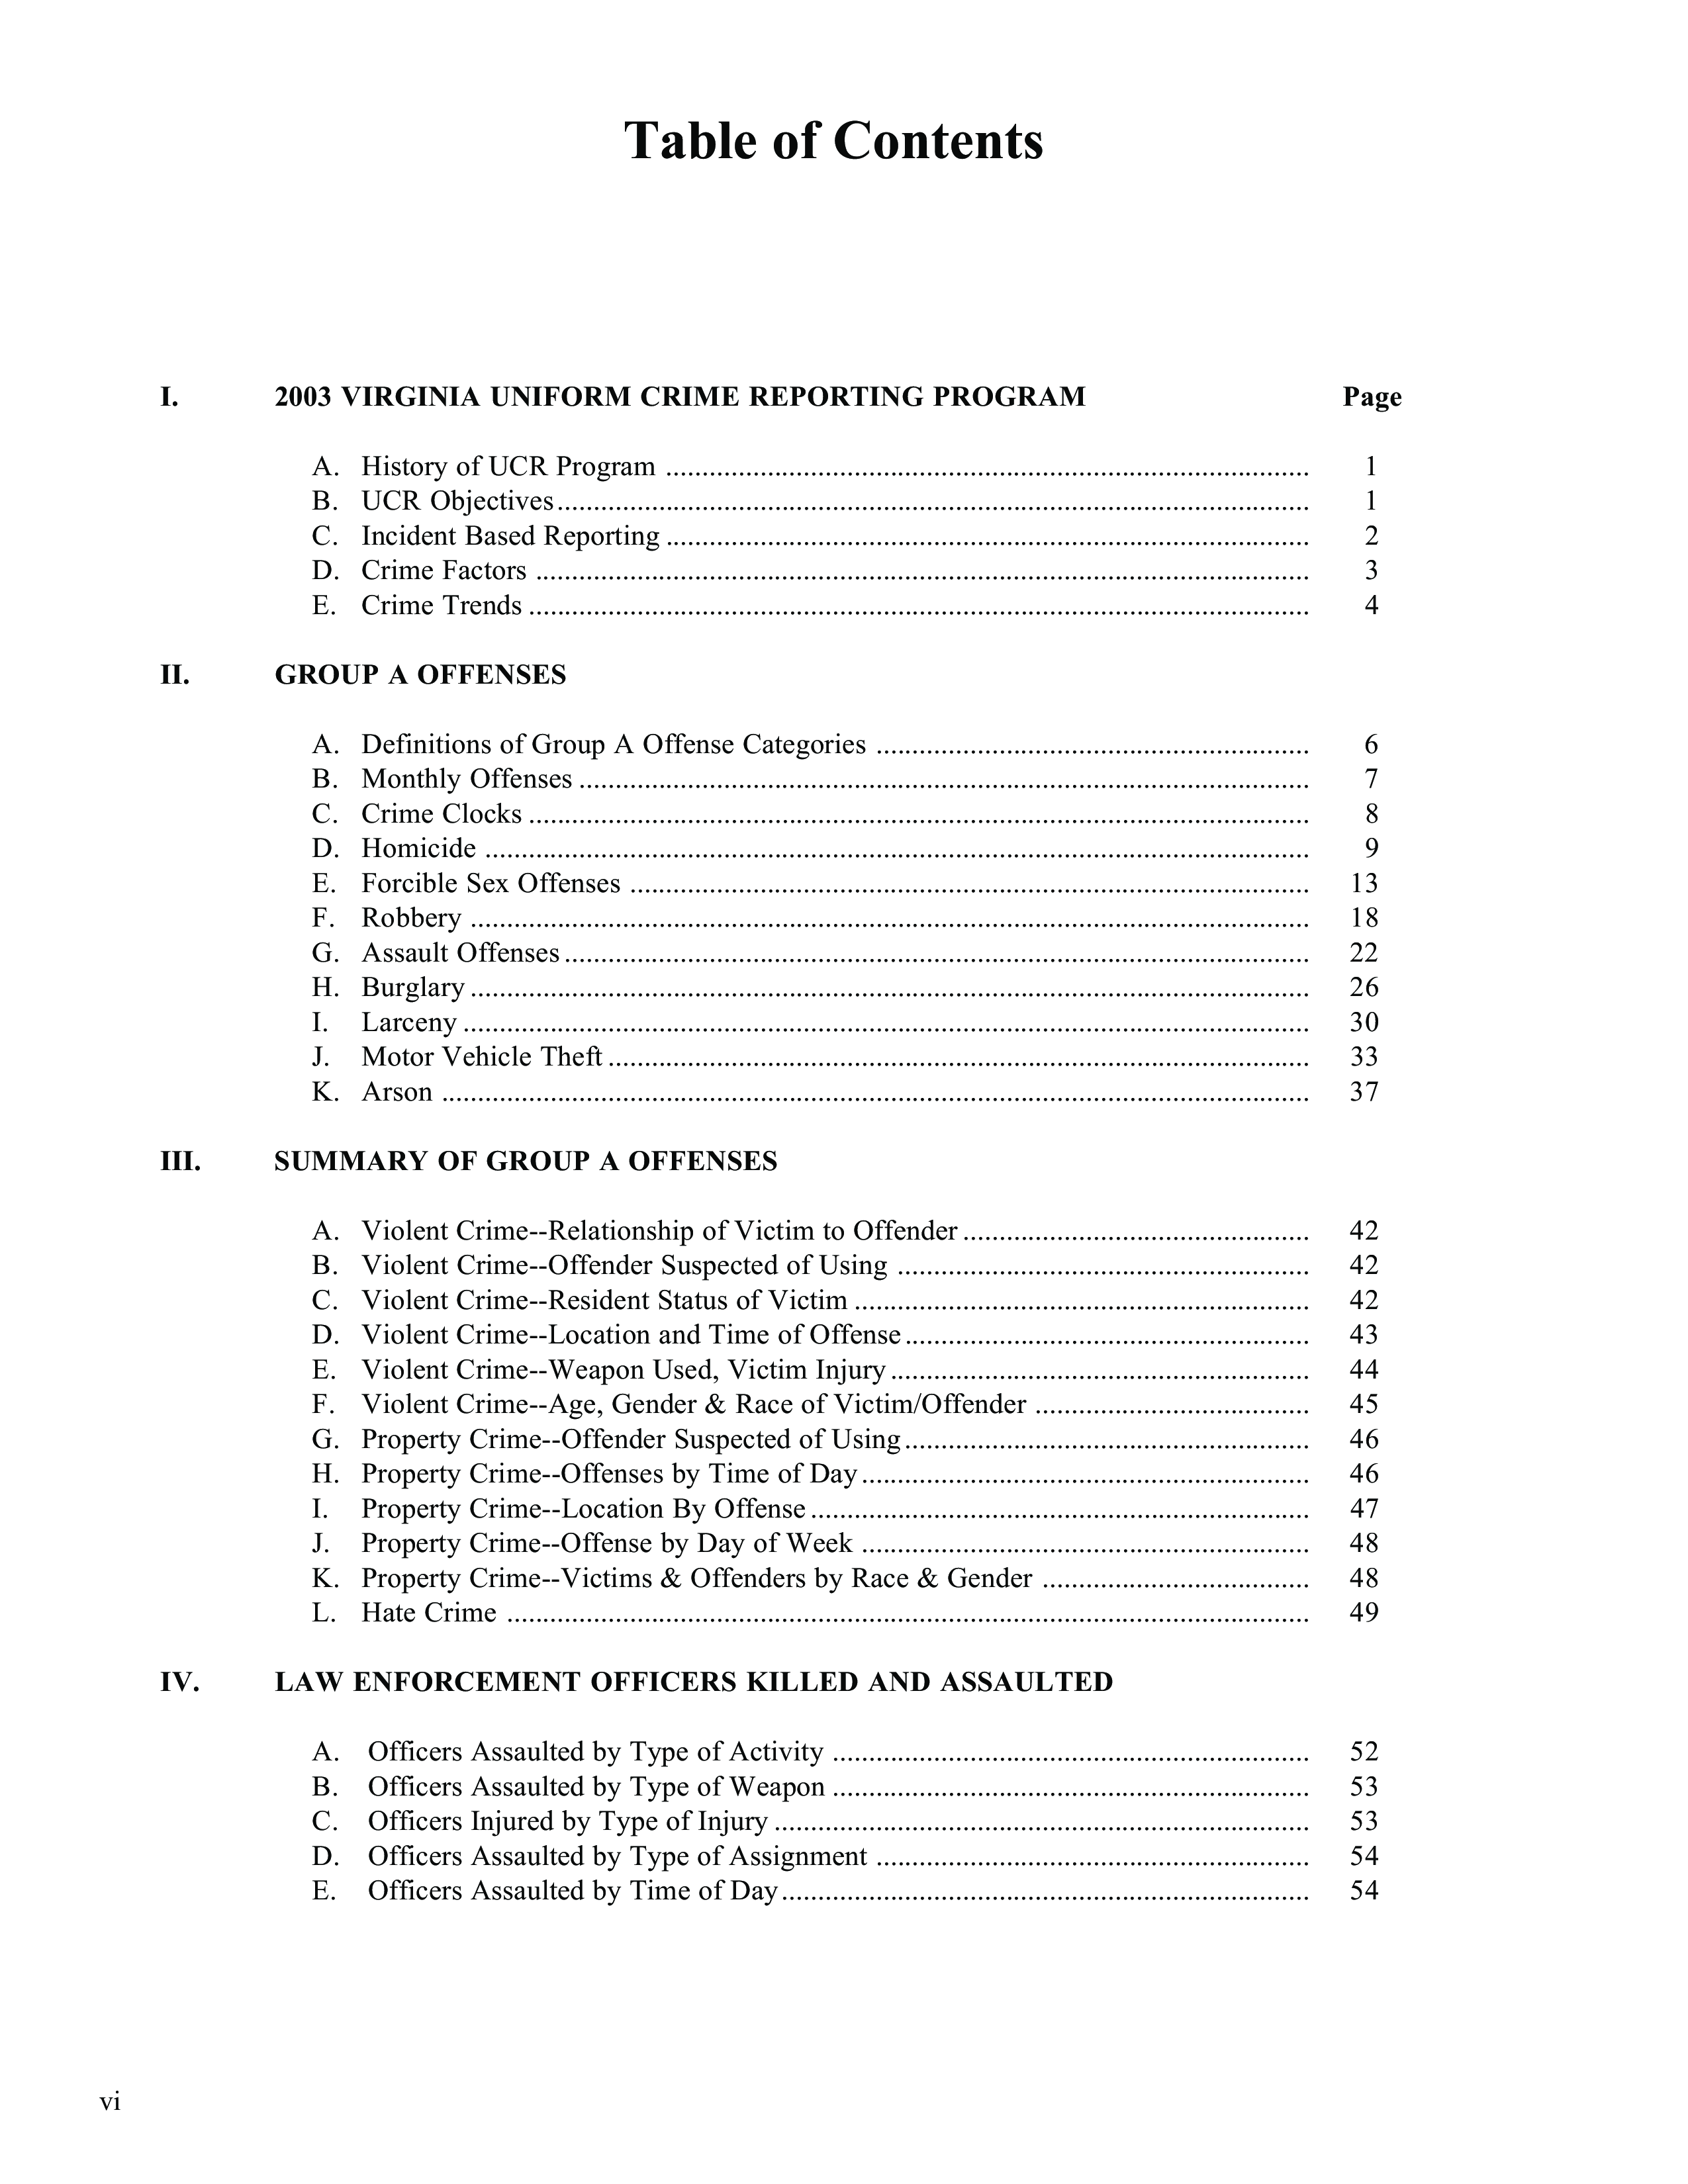 Table of Contents
I. 2003 VIRGINIA UNIFORM CRIME REPORTING PROGRAM Page
A. History of UCR Program ......................................................................................... 1
B. UCR Objectives........................................................................................................ 1
C. Incident Based Reporting ......................................................................................... 2
D. Crime Factors ........................................................................................................... 3
E. Crime Trends ............................................................................................................ 4
II. GROUP A OFFENSES
A. Definitions of Group A Offense Categories ............................................................ 6
B. Monthly Offenses ..................................................................................................... 7
C. Crime Clocks ............................................................................................................ 8
D. Homicide .................................................................................................................. 9
E. Forcible Sex Offenses .............................................................................................. 13
F. Robbery .................................................................................................................... 18
G. Assault Offenses ....................................................................................................... 22
H. Burglary .................................................................................................................... 26
I. Larceny ..................................................................................................................... 30
J. Motor Vehicle Theft ................................................................................................. 33
K. Arson ........................................................................................................................ 37
III. SUMMARY OF GROUP A OFFENSES
A. Violent Crime--Relationship of Victim to Offender ................................................ 42
B. Violent Crime--Offender Suspected of Using ......................................................... 42
C. Violent Crime--Resident Status of Victim ............................................................... 42
D. Violent Crime--Location and Time of Offense ........................................................ 43
E. Violent Crime--Weapon Used, Victim Injury .......................................................... 44
F. Violent Crime--Age, Gender & Race of Victim/Offender ...................................... 45
G. Property Crime--Offender Suspected of Using ........................................................ 46
H. Property Crime--Offenses by Time of Day .............................................................. 46
I. Property Crime--Location By Offense ..................................................................... 47
J. Property Crime--Offense by Day of Week .............................................................. 48
K. Property Crime--Victims & Offenders by Race & Gender ..................................... 48
L. Hate Crime ............................................................................................................... 49
IV. LAW ENFORCEMENT OFFICERS KILLED AND ASSAULTED
A. Officers Assaulted by Type of Activity .................................................................. 52
B. Officers Assaulted by Type of Weapon .................................................................. 53
C. Officers Injured by Type of Injury .......................................................................... 53
D. Officers Assaulted by Type of Assignment ............................................................ 54
E. Officers Assaulted by Time of Day......................................................................... 54
vi